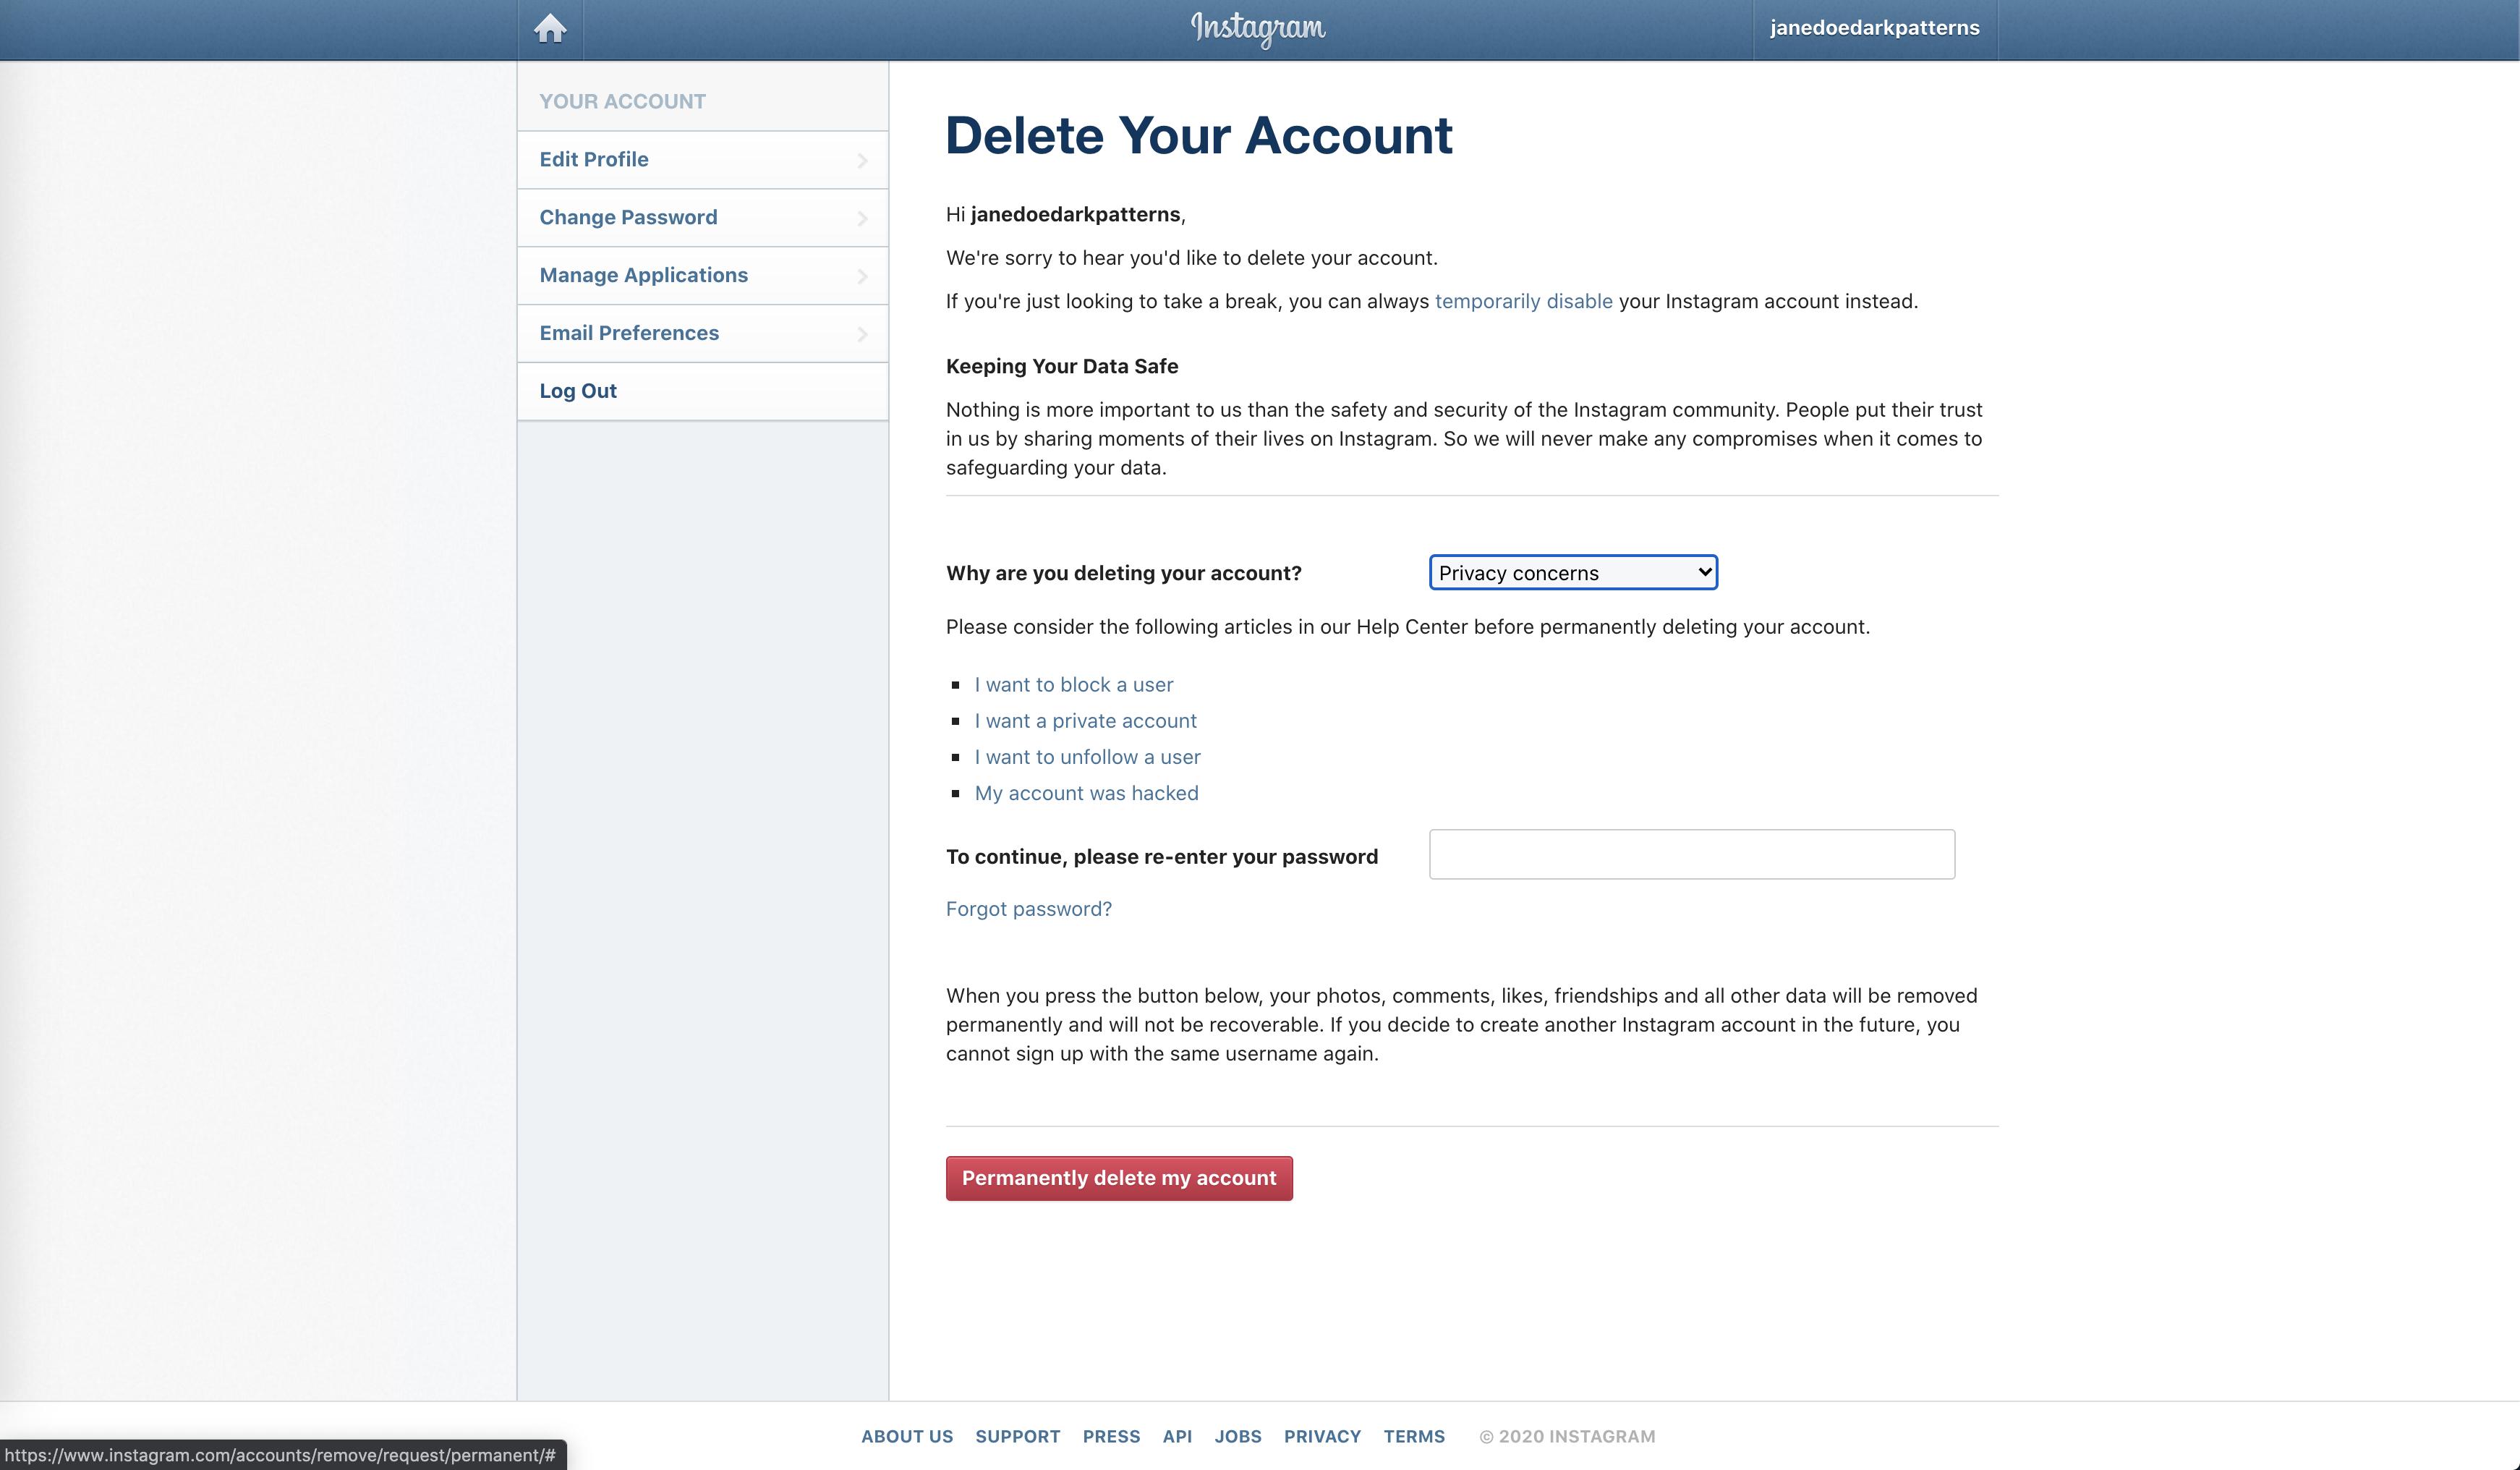 Instagram
janedoedarkpatterns
YOUR ACCOUNT
Edit Profile
Change Password
Manage Applications
Email Preferences
Log Out
Delete Your Account
Hi janedoedarkpatterns,
We're sorry to hear you'd like to delete your account.
If you're just looking to take a break, you can always temporarily disable your Instagram account instead.
Keeping Your Data Safe
Nothing is more important to us than the safety and security of the Instagram community. People put their trust
in us by sharing moments of their lives on Instagram. So we will never make any compromises when it comes to
safeguarding your data.
Why are you deleting your account? Privacy concerns
Please consider the following articles in our Help Center before permanently deleting your account.
▪ I want to block a user
▪ I want a private account
▪ I want to unfollow a user
▪ My account was hacked
To continue, please re-enter your password
Forgot password?
When you press the button below, your photos, comments, likes, friendships and all other data will be removed
permanently and will not be recoverable. If you decide to create another Instagram account in the future, you
cannot sign up with the same username again.
Permanently delete my account
ABOUT US SUPPORT PRESS API JOBS PRIVACY TERMS © 2020 INSTAGRAM
https://www.instagram.com/accounts/remove/request/permanent/#